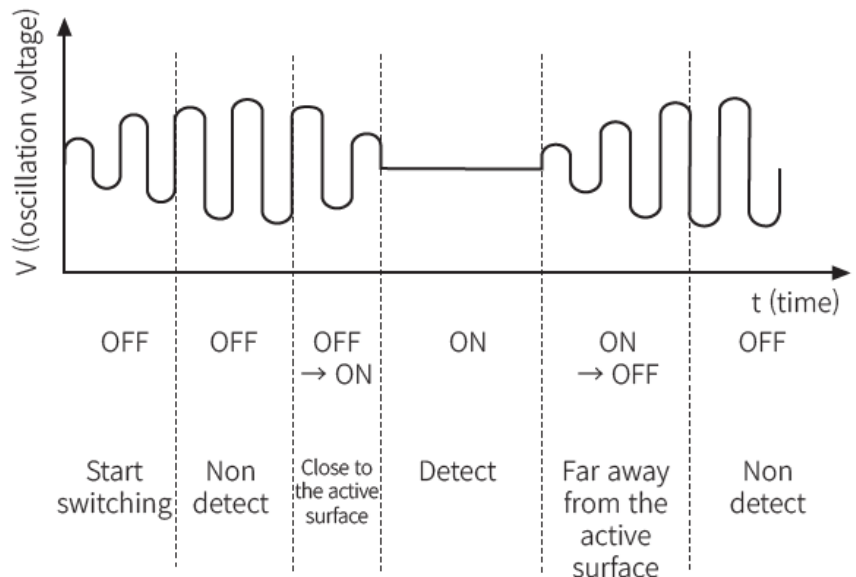 V ((oscillation voltage)
t (time)
OFF
OFF
OFF
→ ON
ON
ON
→ OFF
OFF
Start
switching
Non
detect
Close to
the active
surface
Detect
Far away
from the
active
surface
Non
detect